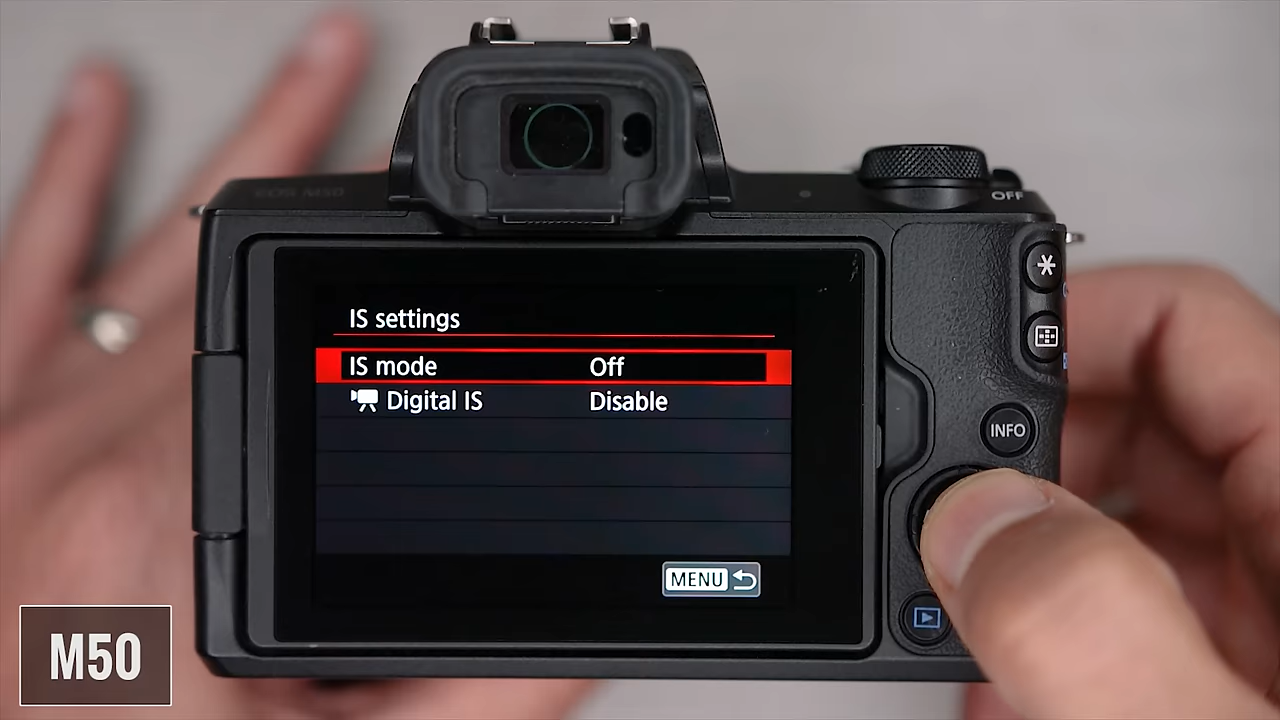 EOS M50
OFF
IS settings
IS mode Off
Digital IS Disable
INFO
MENU
M50